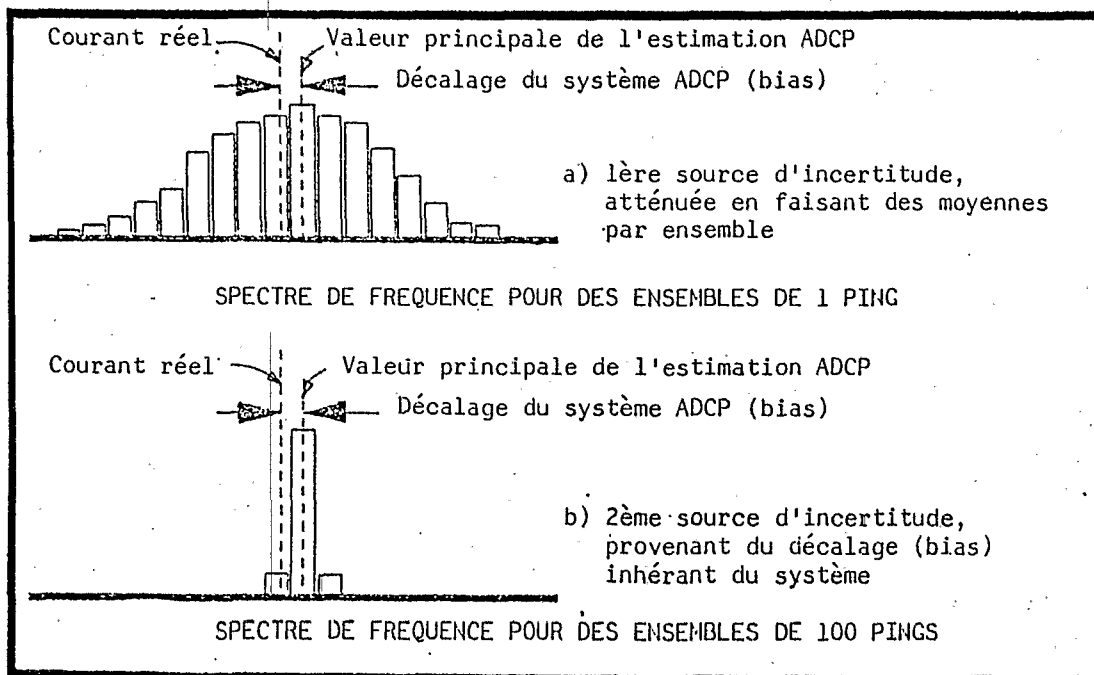 Courant réel
Valeur principale de l'estimation ADCP
Décalage du système ADCP (bias)
a) 1ère source d'incertitude,
atténuée en faisant des moyennes
par ensemble
SPECTRE DE FREQUENCE POUR DES ENSEMBLES DE 1 PING
Courant réel
Valeur principale de l'estimation ADCP
Décalage du système ADCP (bias)
b) 2ème source d'incertitude,
provenant du décalage (bias)
inhérant du système
SPECTRE DE FREQUENCE POUR DES ENSEMBLES DE 100 PINGS